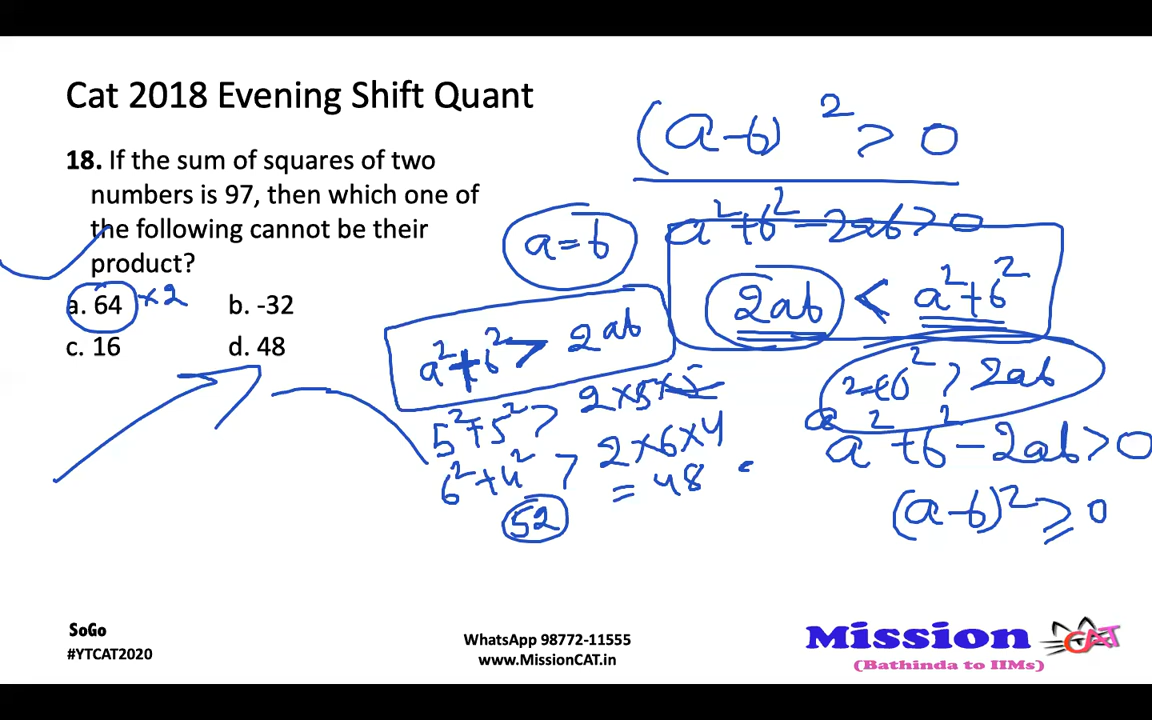 Cat 2018 Evening Shift Quant
18. If the sum of squares of two
numbers is 97, then which one of
the following cannot be their
product?
a. 64 ×2 b. -32
c. 16 d. 48
(a-b)² > 0
a²+b²-2ab>0
a=b
2ab < a²+b²
a²+b² > 2ab
5²+5² > 2×5×5
6²+4² > 2×6×4
= 48
52
a²+b²-2ab>0
(a-b)² ≥ 0
SoGo
#YTCAT2020
WhatsApp 98772-11555
www.MissionCAT.in
Mission CAT
(Bathinda to IIMs)